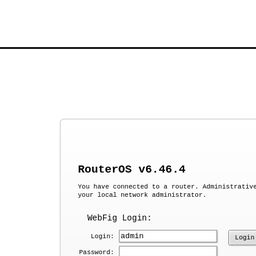 RouterOS v6.46.4
You have connected to a router. Administrative
your local network administrator.
WebFig Login:
Login: admin Login
Password: